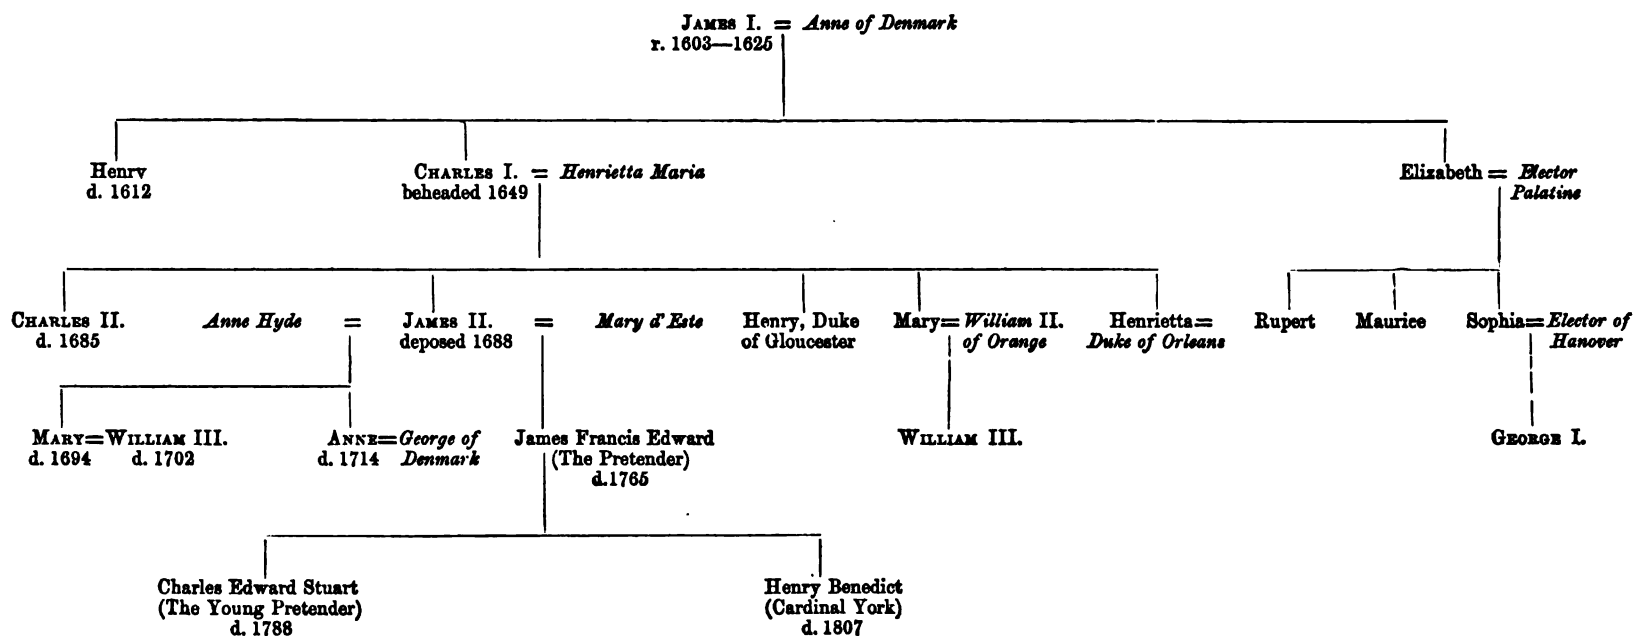 JAMES I. = Anne of Denmark
r. 1603—1625
Henry
d. 1612
CHARLES I. = Henrietta Maria
beheaded 1649
Elizabeth = Elector
Palatine
CHARLES II.
d. 1685
Anne Hyde = JAMES II. = Mary d'Este
deposed 1688
Henry, Duke
of Gloucester
Mary=William II.
of Orange
Henrietta=
Duke of Orleans
Rupert
Maurice
Sophia=Elector of
Hanover
MARY=WILLIAM III.
d. 1694 d. 1702
ANNE=George of
d. 1714 Denmark
James Francis Edward
(The Pretender)
d.1765
WILLIAM III.
GEORGE I.
Charles Edward Stuart
(The Young Pretender)
d. 1788
Henry Benedict
(Cardinal York)
d. 1807